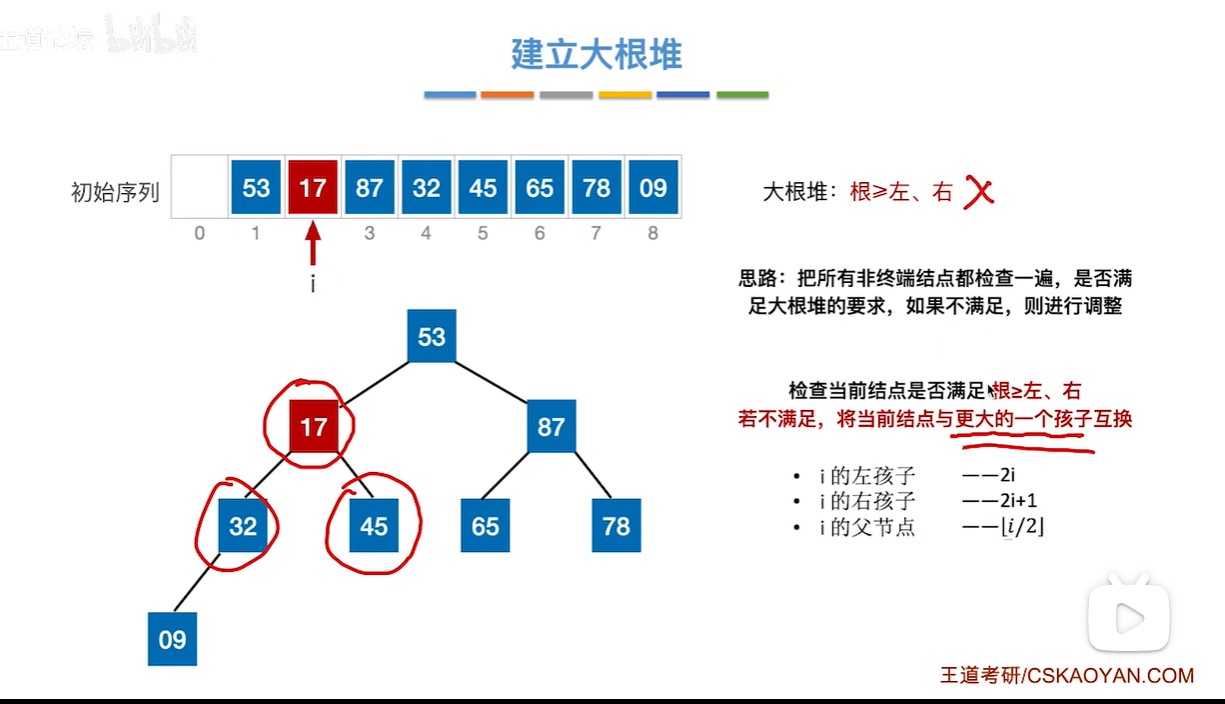 王道论坛 bilibili
建立大根堆
初始序列 53 17 87 32 45 65 78 09
0 1 3 4 5 6 7 8
i
大根堆：根≥左、右
思路：把所有非终端结点都检查一遍，是否满
足大根堆的要求，如果不满足，则进行调整
53
17 87
32 45 65 78
09
检查当前结点是否满足根≥左、右
若不满足，将当前结点与更大的一个孩子互换
• i 的左孩子 ——2i
• i 的右孩子 ——2i+1
• i 的父节点 ——⌊i/2⌋
王道考研/CSKAOYAN.COM